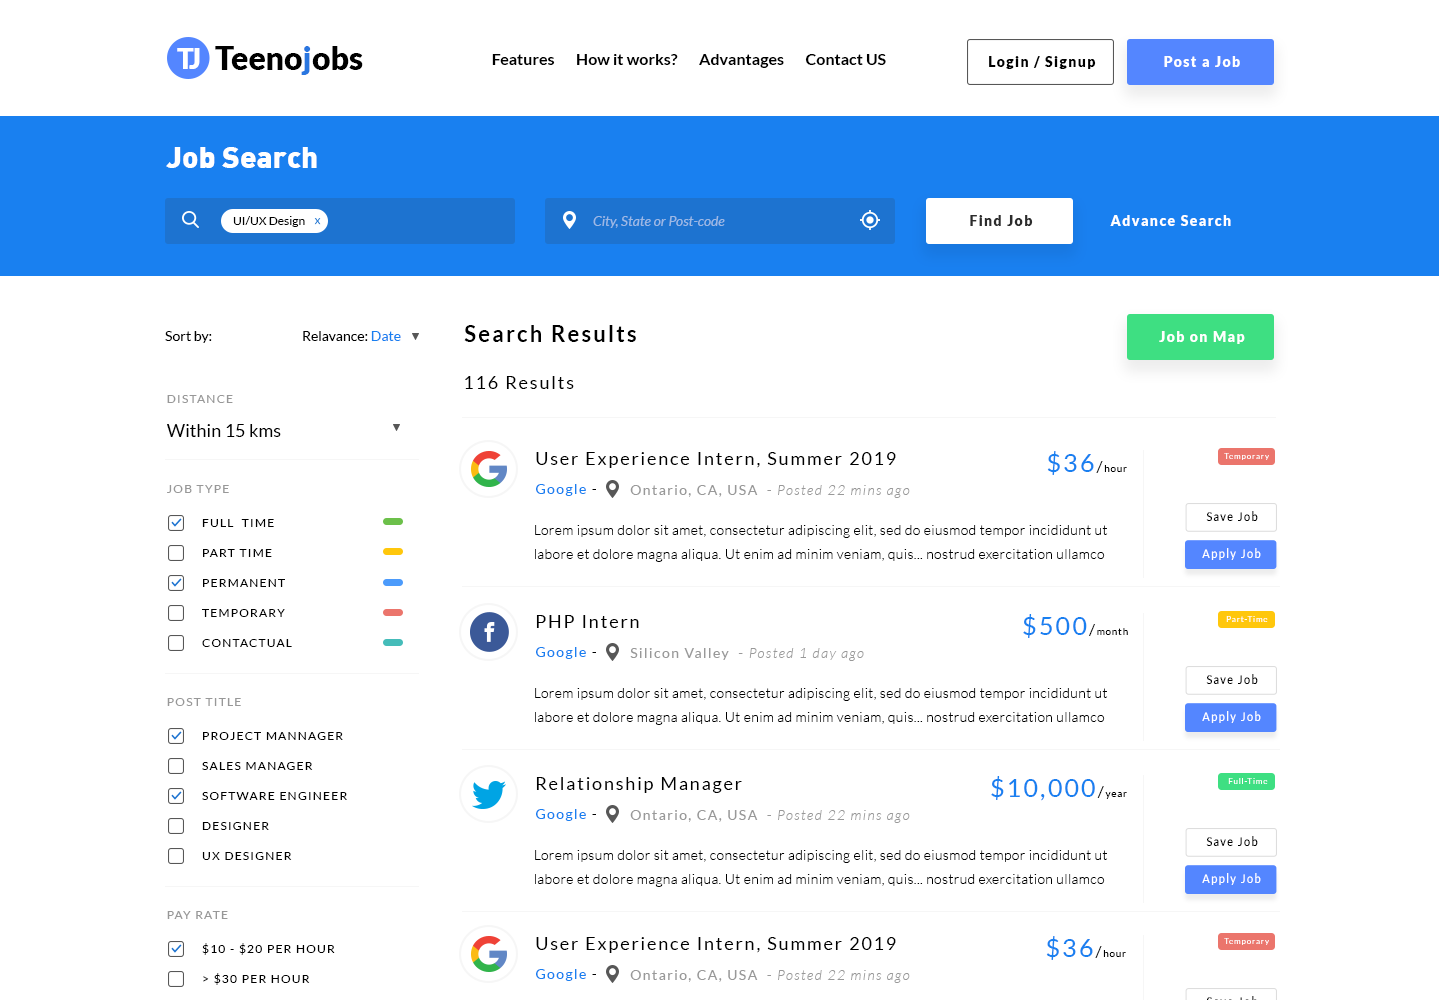 TJ Teenojobs
Features How it works? Advantages Contact US
Login / Signup
Post a Job
Job Search
UI/UX Design x
City, State or Post-code
Find Job
Advance Search
Sort by: Relavance: Date
DISTANCE
Within 15 kms
JOB TYPE
FULL TIME
PART TIME
PERMANENT
TEMPORARY
CONTACTUAL
POST TITLE
PROJECT MANNAGER
SALES MANAGER
SOFTWARE ENGINEER
DESIGNER
UX DESIGNER
PAY RATE
$10 - $20 PER HOUR
> $30 PER HOUR
Search Results
Job on Map
116 Results
User Experience Intern, Summer 2019
$36/hour
Temporary
Google - Ontario, CA, USA - Posted 22 mins ago
Lorem ipsum dolor sit amet, consectetur adipiscing elit, sed do eiusmod tempor incididunt ut
labore et dolore magna aliqua. Ut enim ad minim veniam, quis... nostrud exercitation ullamco
Save Job
Apply Job
PHP Intern
$500/month
Part-Time
Google - Silicon Valley - Posted 1 day ago
Lorem ipsum dolor sit amet, consectetur adipiscing elit, sed do eiusmod tempor incididunt ut
labore et dolore magna aliqua. Ut enim ad minim veniam, quis... nostrud exercitation ullamco
Save Job
Apply Job
Relationship Manager
$10,000/year
Full-Time
Google - Ontario, CA, USA - Posted 22 mins ago
Lorem ipsum dolor sit amet, consectetur adipiscing elit, sed do eiusmod tempor incididunt ut
labore et dolore magna aliqua. Ut enim ad minim veniam, quis... nostrud exercitation ullamco
Save Job
Apply Job
User Experience Intern, Summer 2019
$36/hour
Temporary
Google - Ontario, CA, USA - Posted 22 mins ago
Save Job